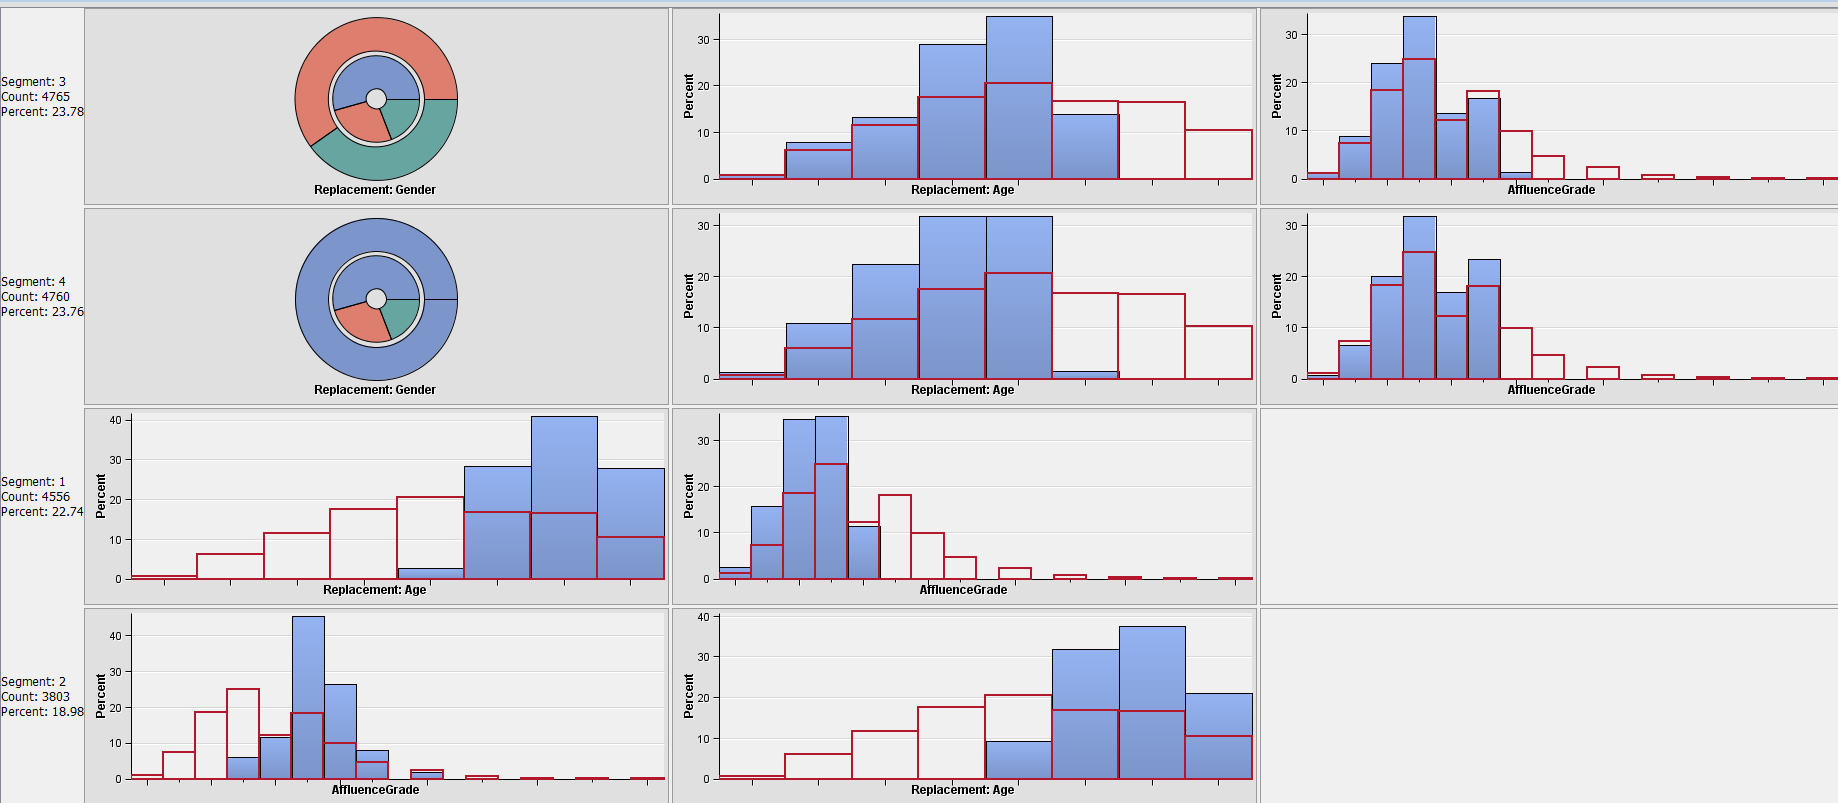 Segment: 3
Count: 4765
Percent: 23.78
Replacement: Gender
Percent
30
20
10
0
Replacement: Age
Percent
30
20
10
0
AffluenceGrade
Segment: 4
Count: 4760
Percent: 23.76
Replacement: Gender
Percent
30
20
10
0
Replacement: Age
Percent
30
20
10
0
AffluenceGrade
Segment: 1
Count: 4556
Percent: 22.74
Percent
40
30
20
10
0
Replacement: Age
Percent
30
20
10
0
AffluenceGrade
Segment: 2
Count: 3803
Percent: 18.98
Percent
40
30
20
10
0
AffluenceGrade
Percent
40
30
20
10
0
Replacement: Age